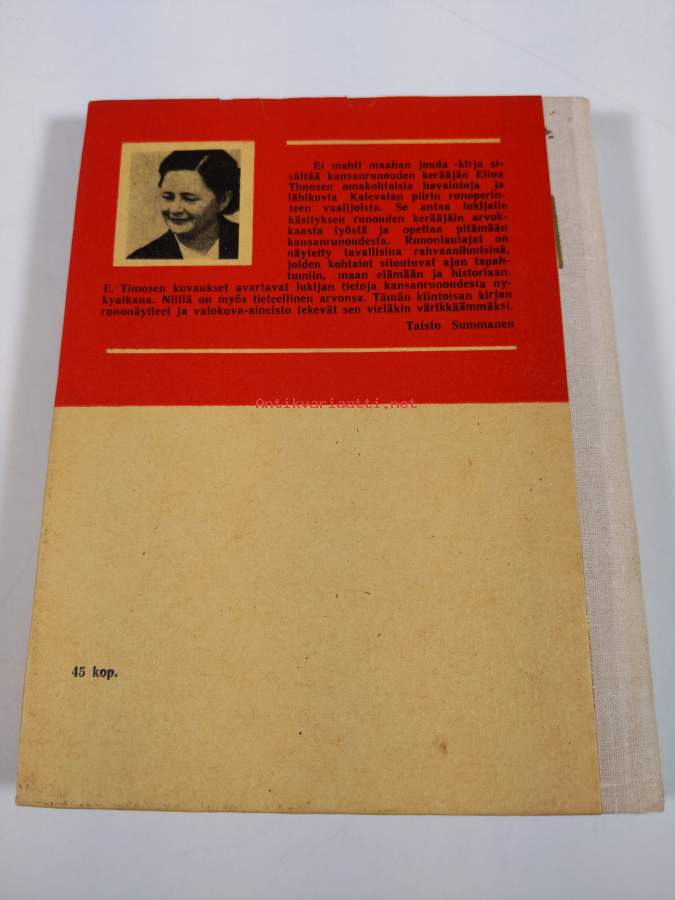 Ei mahti maahan jouda -kirja si-
sältää kansanrunouden kerääjän Elina
Timosen omakohtaisia havaintoja ja
lähikuvia Kalevalan piirin runoperin-
teen vaalijoista. Se antaa lukijalle
käsityksen runouden kerääjäin arvok-
kaasta työstä ja opettaa pitämään
kansanrunoudesta. Runonlaulajat on
näytetty tavallisina rahvaanihmisinä,
joiden kohtalot sitoutuvat ajan tapah-
tumiin, maan elämään ja historiaan.
E. Timosen kuvaukset avartavat lukijan tietoja kansanrunoudesta ny-
kyaikana. Niillä on myös tieteellinen arvonsa. Tämän kiintoisan kirjan
runonäytteet ja valokuva-aineisto tekevät sen vieläkin värikkäämmäksi.
Taisto Summanen
Antikvariaatti.net
45 kop.